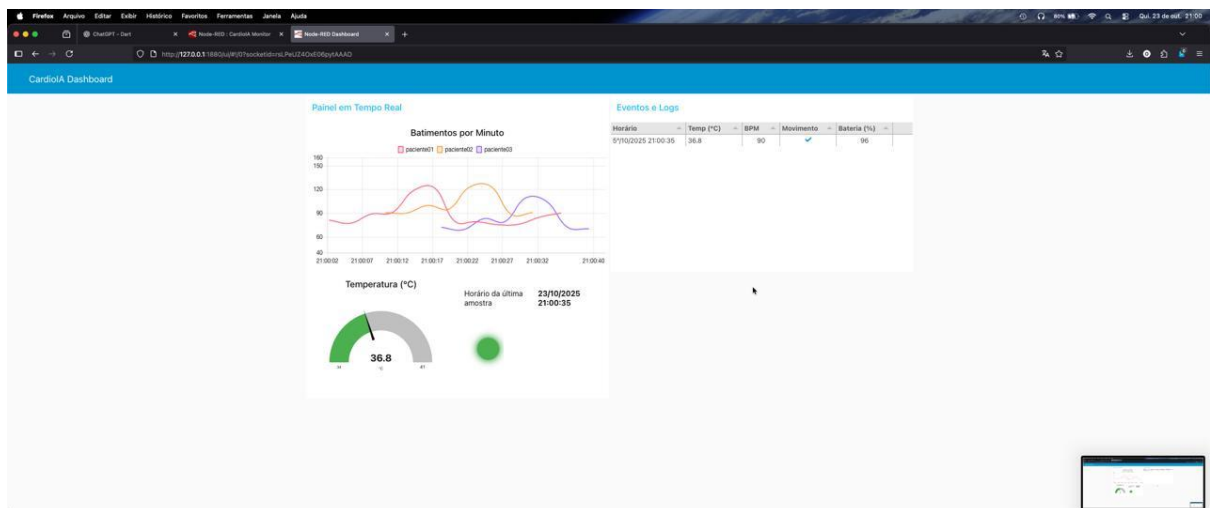 Firefox Arquivo Editar Exibir Histórico Favoritos Ferramentas Janela Ajuda
80% Qui. 23 de out. 21:00
ChatGPT - Dart
Node-RED : CardioIA Monitor
Node-RED Dashboard
CardioIA Dashboard
Painel em Tempo Real
Batimentos por Minuto
paciente01 paciente02 paciente03
160
150
120
90
60
40
21:00:02 21:00:07 21:00:12 21:00:17 21:00:22 21:00:27 21:00:32 21:00:40
Temperatura (°C)
36.8
°C
Horário da última amostra
23/10/2025 21:00:35
Eventos e Logs
Horário Temp (°C) BPM Movimento Bateria (%)
5º/10/2025 21:00:35 36.8 90 96